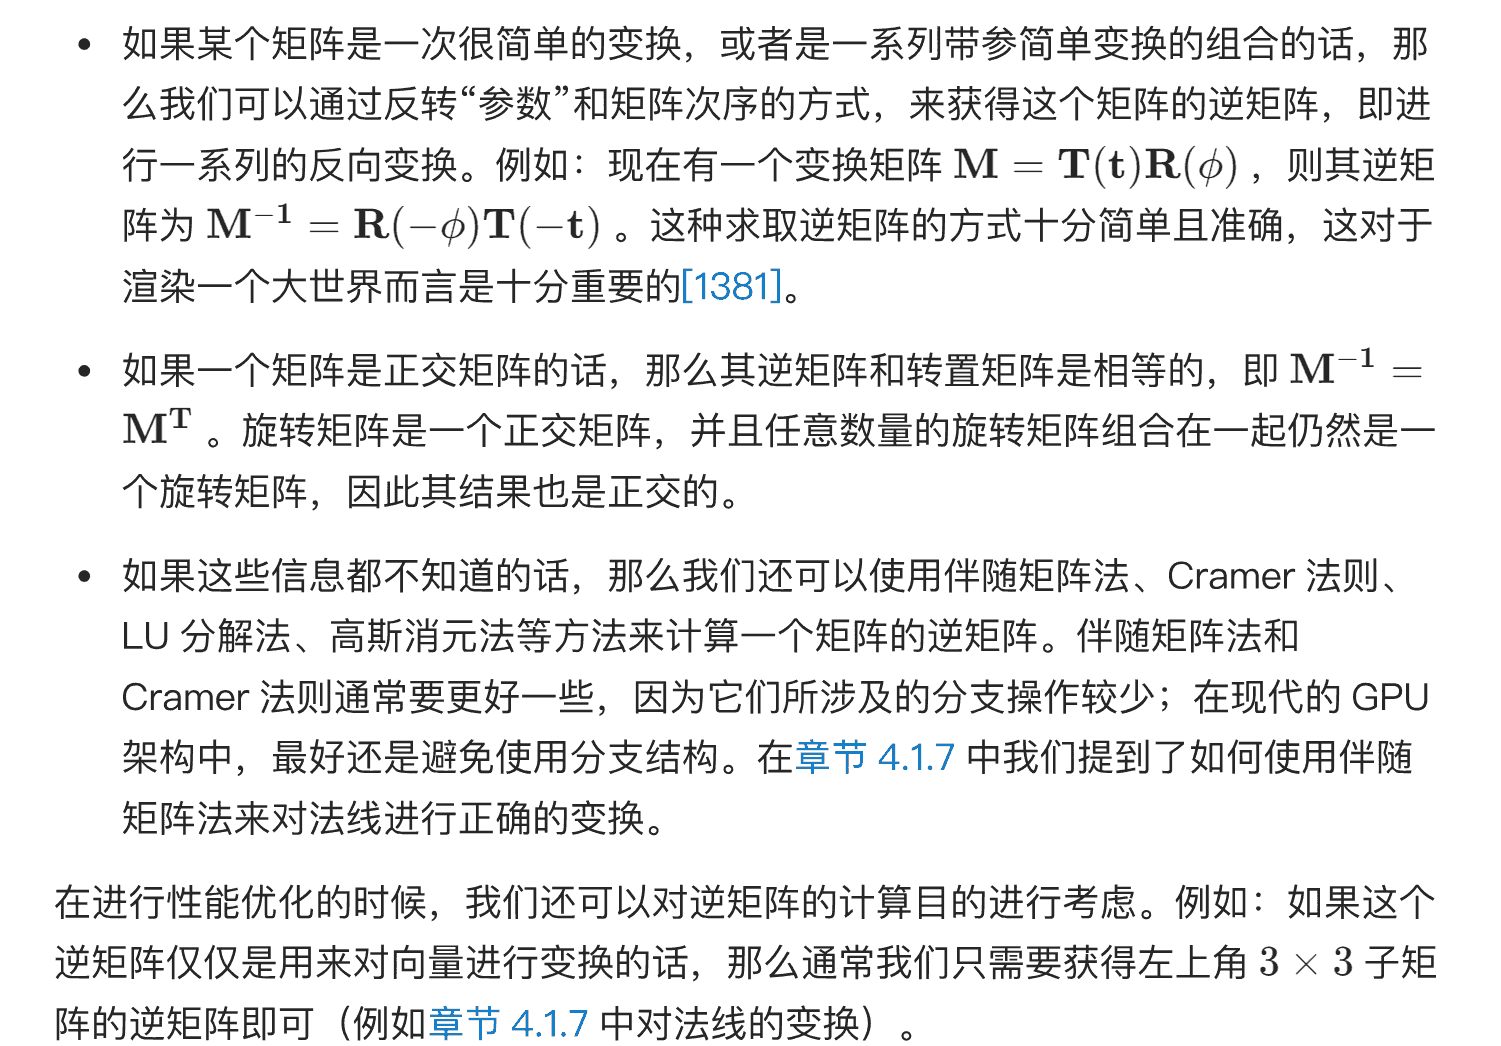 • 如果某个矩阵是一次很简单的变换，或者是一系列带参简单变换的组合的话，那
么我们可以通过反转“参数”和矩阵次序的方式，来获得这个矩阵的逆矩阵，即进
行一系列的反向变换。例如：现在有一个变换矩阵 M = T(t)R(ϕ) ，则其逆矩
阵为 M⁻¹ = R(−ϕ)T(−t) 。这种求取逆矩阵的方式十分简单且准确，这对于
渲染一个大世界而言是十分重要的[1381]。
• 如果一个矩阵是正交矩阵的话，那么其逆矩阵和转置矩阵是相等的，即 M⁻¹ =
Mᵀ 。旋转矩阵是一个正交矩阵，并且任意数量的旋转矩阵组合在一起仍然是一
个旋转矩阵，因此其结果也是正交的。
• 如果这些信息都不知道的话，那么我们还可以使用伴随矩阵法、Cramer 法则、
LU 分解法、高斯消元法等方法来计算一个矩阵的逆矩阵。伴随矩阵法和
Cramer 法则通常要更好一些，因为它们所涉及的分支操作较少；在现代的 GPU
架构中，最好还是避免使用分支结构。在章节 4.1.7 中我们提到了如何使用伴随
矩阵法来对法线进行正确的变换。
在进行性能优化的时候，我们还可以对逆矩阵的计算目的进行考虑。例如：如果这个
逆矩阵仅仅是用来对向量进行变换的话，那么通常我们只需要获得左上角 3 × 3 子矩
阵的逆矩阵即可（例如章节 4.1.7 中对法线的变换）。